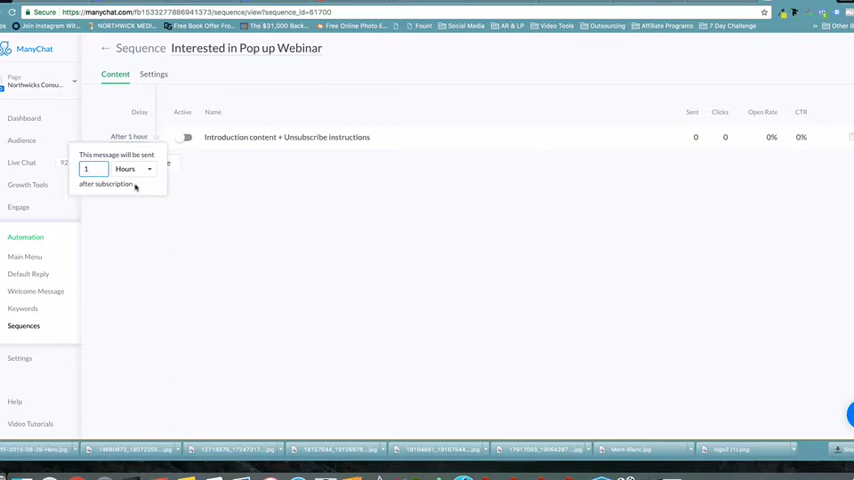 Secure https://manychat.com/fb1533277886941373/sequence/view?sequence_id=61700
Join Instagram Wit... NORTHWICK MEDI... Free Book Offer Fro... The $31,000 Back... Free Online Photo E... Fount Social Media AR & LP Video Tools Outsourcing Affiliate Programs 7 Day Challenge Other B
ManyChat
← Sequence Interested in Pop up Webinar
Page
Northwicks Consu...
Content Settings
Delay Active Name Sent Clicks Open Rate CTR
After 1 hour Introduction content + Unsubscribe instructions 0 0 0% 0%
This message will be sent
1 Hours
after subscription
Dashboard
Audience
Live Chat 92
Growth Tools
Engage
Automation
Main Menu
Default Reply
Welcome Message
Keywords
Sequences
Settings
Help
Video Tutorials